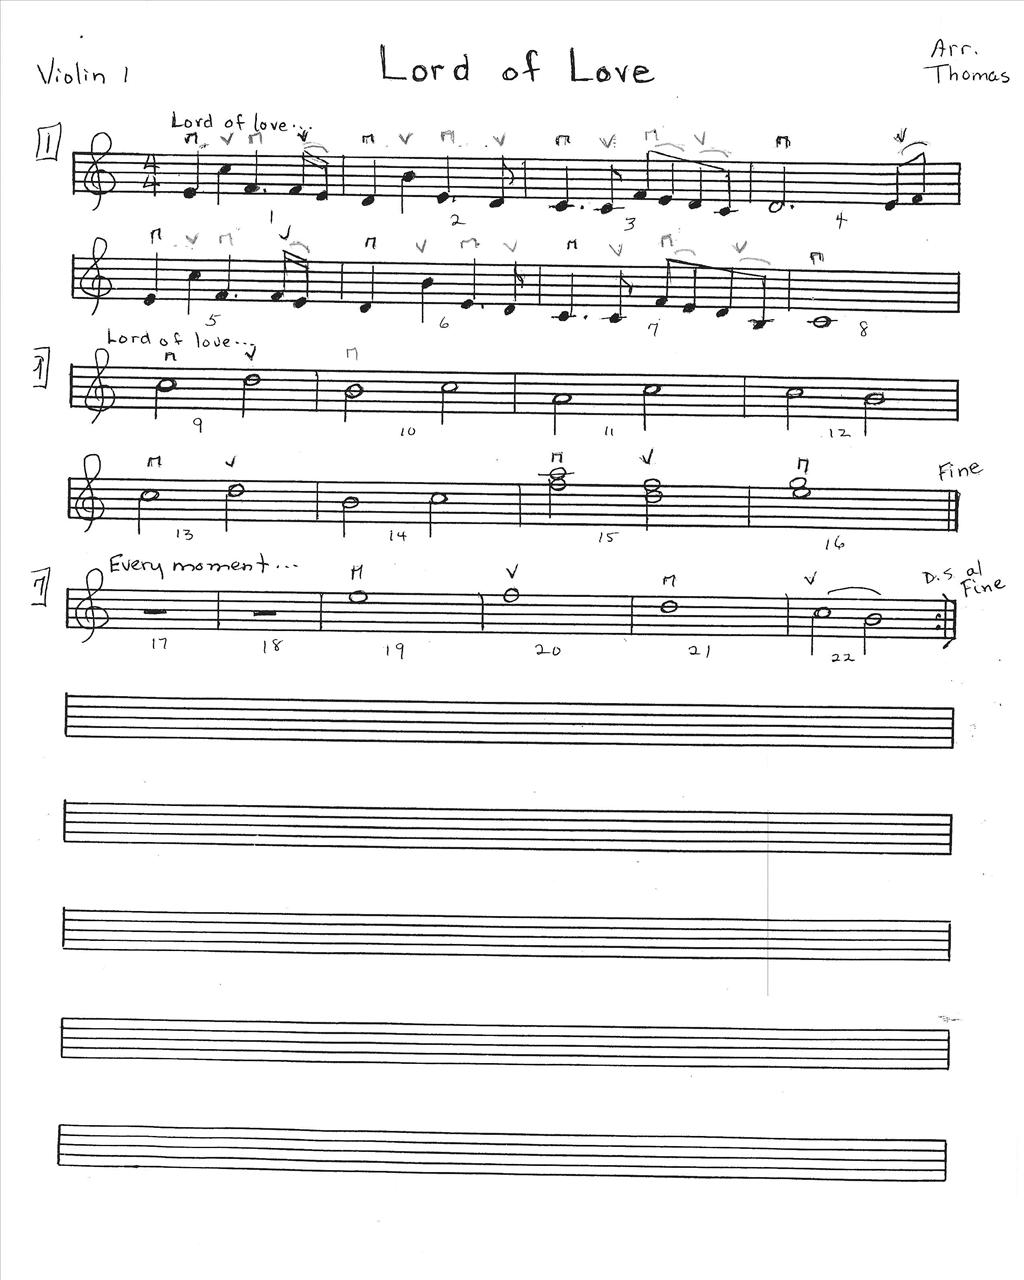 Violin 1
Lord of Love
Arr.
Thomas
Lord of love...
1
4
4
1 2 3 4
5 6 7 8
Lord of love...
9 10 11 12
13 14 15 16
Fine
Every moment...
D.S. al
Fine
17 18 19 20 21 22